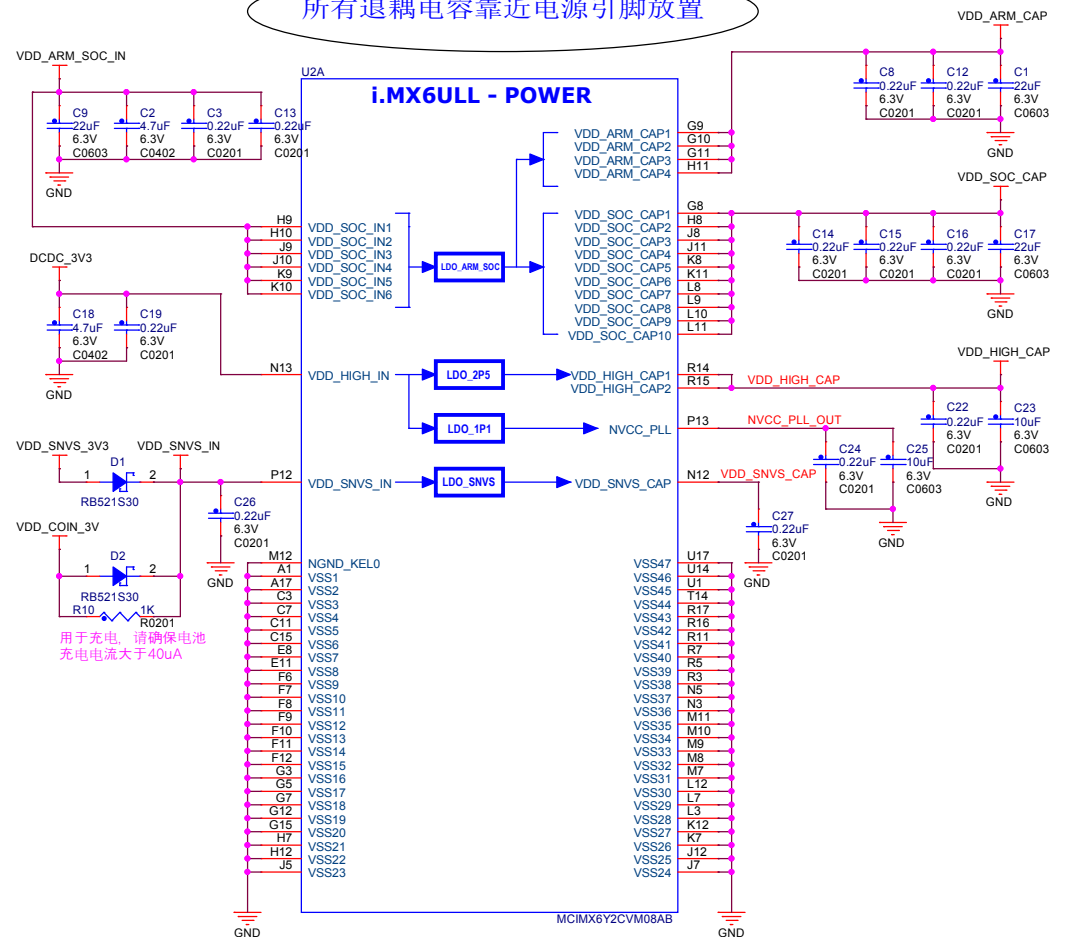 所有退耦电容靠近电源引脚放置
VDD_ARM_CAP
C8
0.22uF
6.3V
C0201
C12
0.22uF
6.3V
C0201
C1
22uF
6.3V
C0603
GND
VDD_ARM_SOC_IN
C9
22uF
6.3V
C0603
C2
4.7uF
6.3V
C0402
C3
0.22uF
6.3V
C0201
C13
0.22uF
6.3V
C0201
GND
U2A
i.MX6ULL - POWER
VDD_ARM_CAP1 G9
VDD_ARM_CAP2 G10
VDD_ARM_CAP3 G11
VDD_ARM_CAP4 H11
VDD_SOC_CAP
C14
0.22uF
6.3V
C0201
C15
0.22uF
6.3V
C0201
C16
0.22uF
6.3V
C0201
C17
22uF
6.3V
C0603
GND
H9 VDD_SOC_IN1
H10 VDD_SOC_IN2
J9 VDD_SOC_IN3
J10 VDD_SOC_IN4
K9 VDD_SOC_IN5
K10 VDD_SOC_IN6
LDO_ARM_SOC
VDD_SOC_CAP1 G8
VDD_SOC_CAP2 H8
VDD_SOC_CAP3 J8
VDD_SOC_CAP4 J11
VDD_SOC_CAP5 K8
VDD_SOC_CAP6 K11
VDD_SOC_CAP7 L8
VDD_SOC_CAP8 L9
VDD_SOC_CAP9 L10
VDD_SOC_CAP10 L11
DCDC_3V3
C18
4.7uF
6.3V
C0402
C19
0.22uF
6.3V
C0201
GND
N13 VDD_HIGH_IN
LDO_2P5
VDD_HIGH_CAP1 R14
VDD_HIGH_CAP2 R15
VDD_HIGH_CAP
VDD_HIGH_CAP
C22
0.22uF
6.3V
C0201
C23
10uF
6.3V
C0603
GND
LDO_1P1
NVCC_PLL P13
NVCC_PLL_OUT
C24
0.22uF
6.3V
C0201
C25
10uF
6.3V
C0603
GND
VDD_SNVS_3V3
VDD_SNVS_IN
D1
1 2
RB521S30
P12 VDD_SNVS_IN
LDO_SNVS
VDD_SNVS_CAP N12
VDD_SNVS_CAP
C26
0.22uF
6.3V
C0201
GND
C27
0.22uF
6.3V
C0201
GND
VDD_COIN_3V
D2
1 2
RB521S30
R10 1K
R0201
用于充电，请确保电池
充电电流大于40uA
M12 NGND_KEL0
A1 VSS1
A17 VSS2
C3 VSS3
C7 VSS4
C11 VSS5
C15 VSS6
E8 VSS7
E11 VSS8
F6 VSS9
F7 VSS10
F8 VSS11
F9 VSS12
F10 VSS13
F11 VSS14
F12 VSS15
G3 VSS16
G5 VSS17
G7 VSS18
G12 VSS19
G15 VSS20
H7 VSS21
H12 VSS22
J5 VSS23
GND
VSS47 U17
VSS46 U14
VSS45 U1
VSS44 T14
VSS43 R17
VSS42 R16
VSS41 R11
VSS40 R7
VSS39 R5
VSS38 R3
VSS37 N5
VSS36 N3
VSS35 M11
VSS34 M10
VSS33 M9
VSS32 M8
VSS31 M7
VSS30 L12
VSS29 L7
VSS28 L3
VSS27 K12
VSS26 K7
VSS25 J12
VSS24 J7
GND
MCIMX6Y2CVM08AB